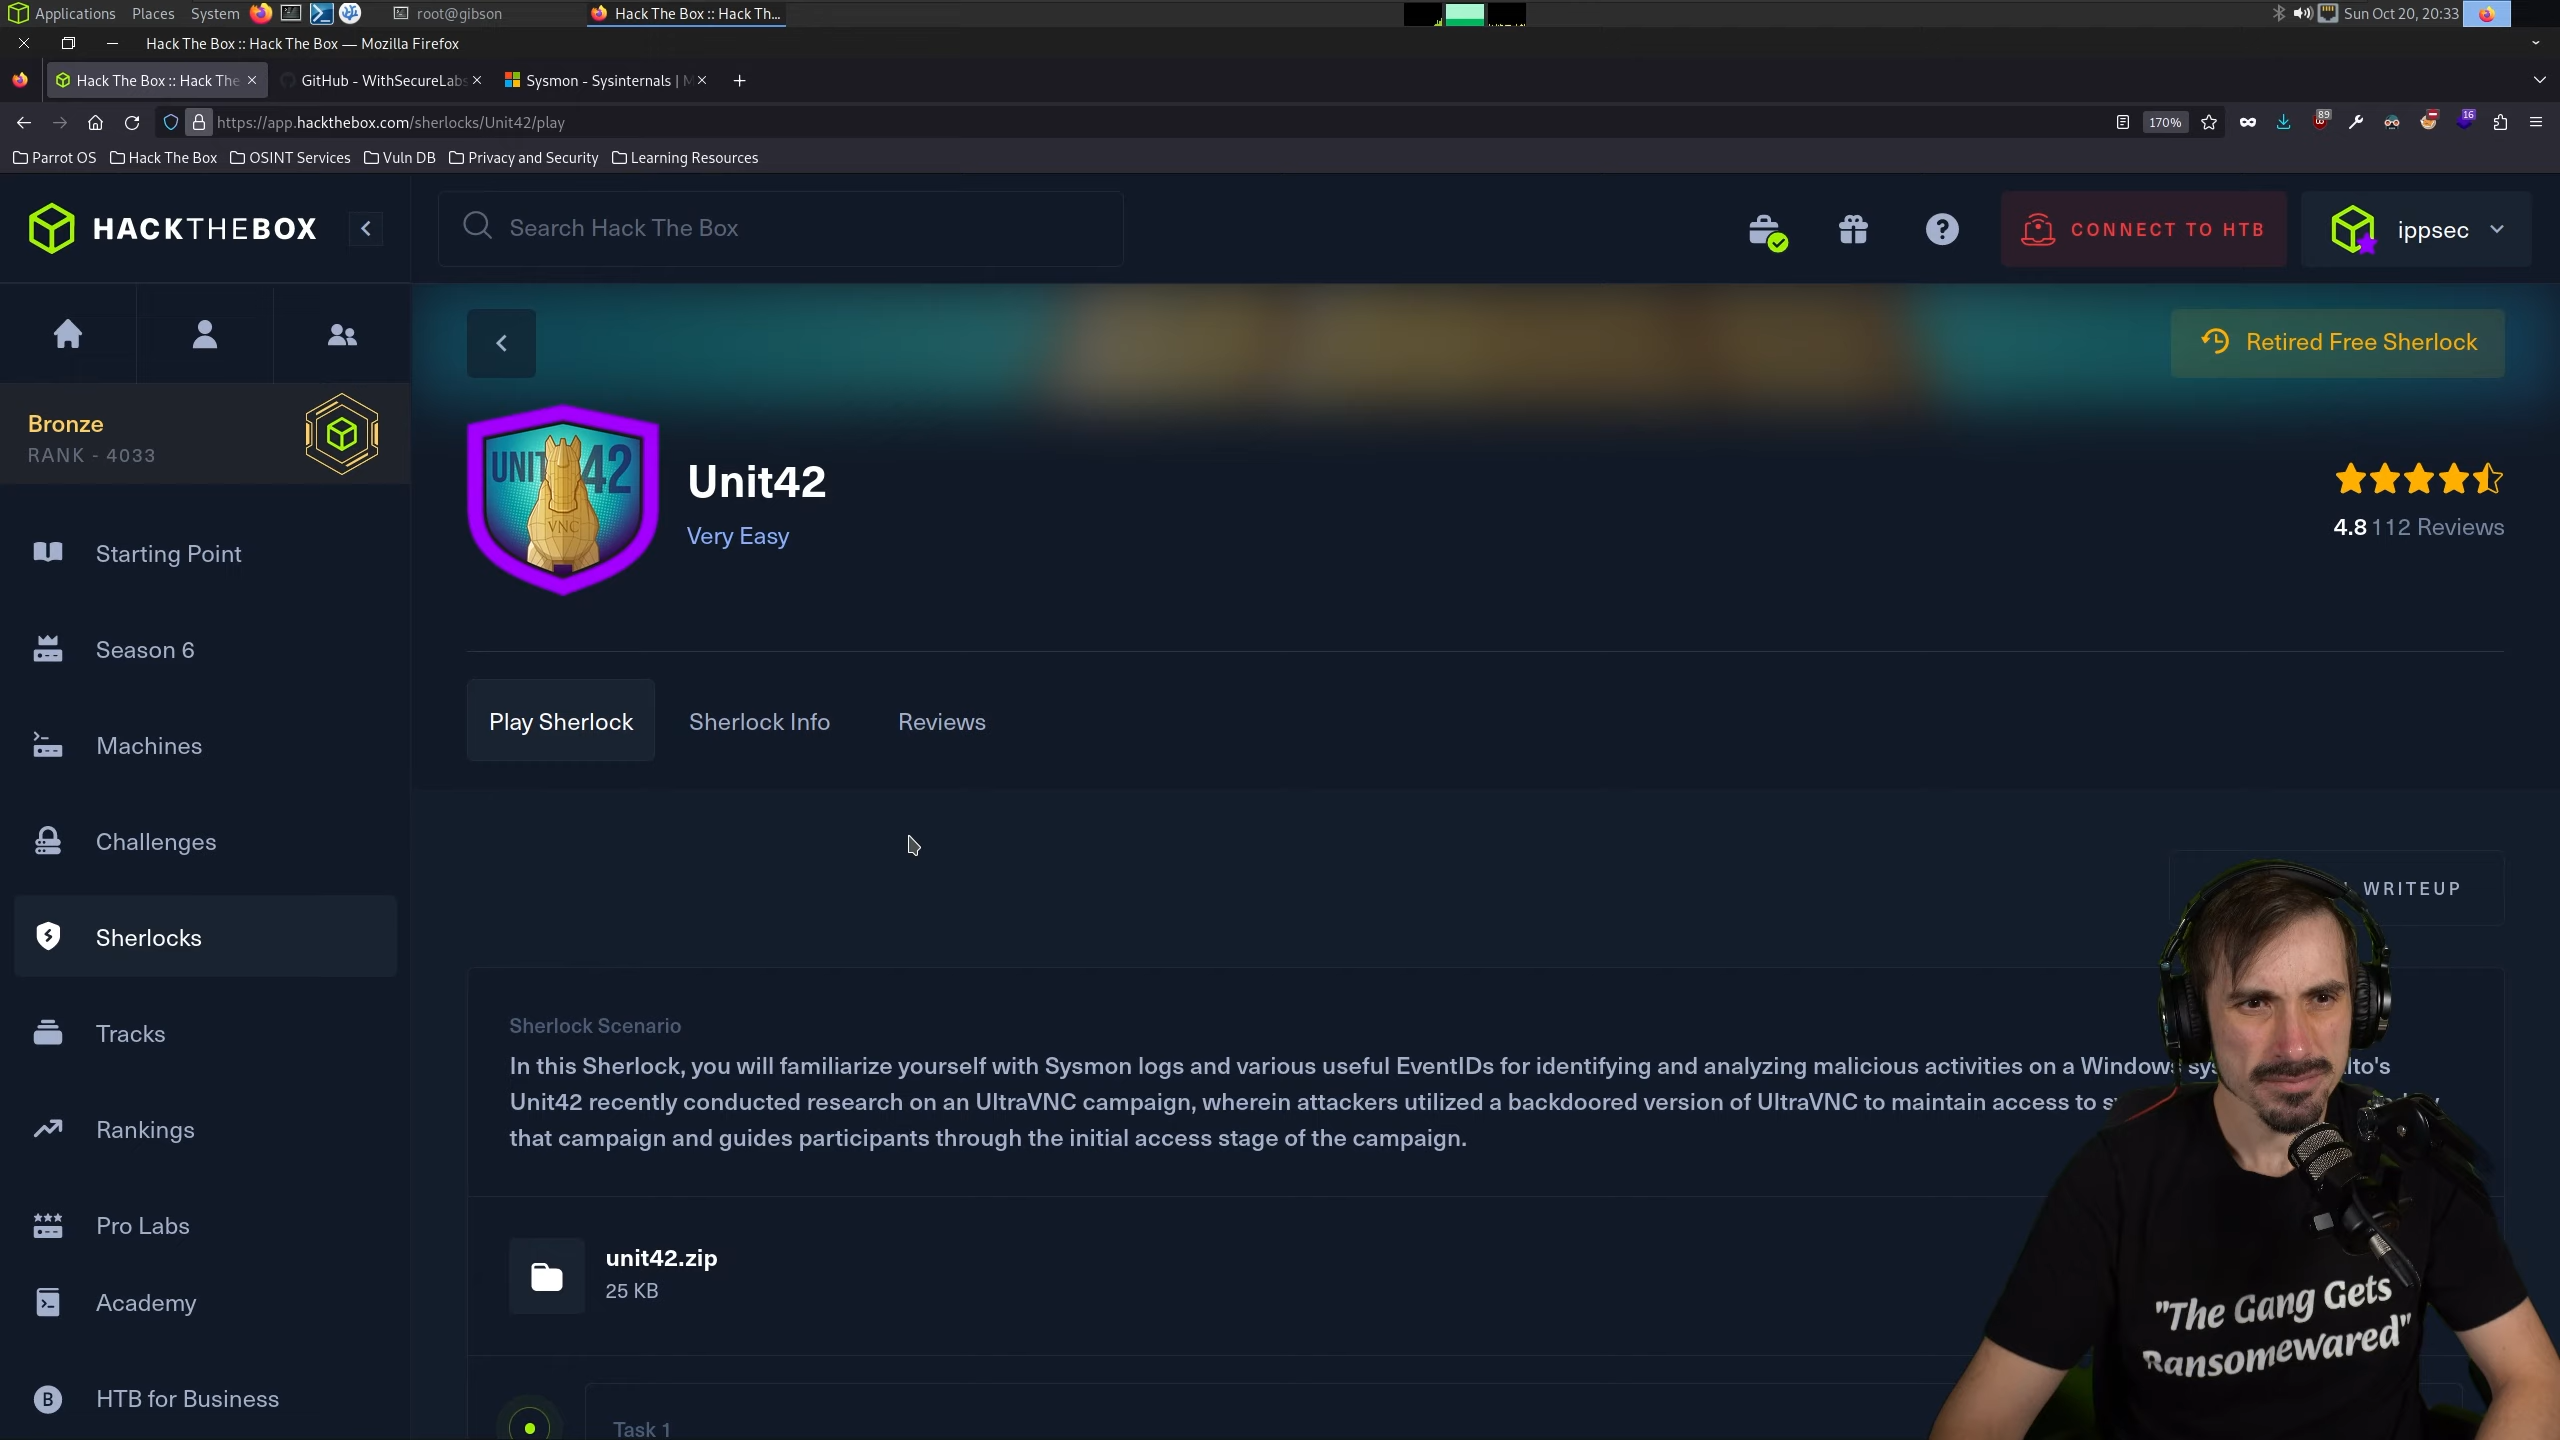 Applications Places System root@gibson Hack The Box :: Hack Th... Sun Oct 20, 20:33
Hack The Box :: Hack The Box — Mozilla Firefox
Hack The Box :: Hack The GitHub - WithSecureLabs Sysmon - Sysinternals | M
https://app.hackthebox.com/sherlocks/Unit42/play 170% 89 16
Parrot OS Hack The Box OSINT Services Vuln DB Privacy and Security Learning Resources
HACKTHEBOX
Search Hack The Box
CONNECT TO HTB
ippsec
Retired Free Sherlock
Bronze
RANK - 4033
UNIT 42
VNC
Unit42
Very Easy
4.8 112 Reviews
Starting Point
Season 6
Machines
Challenges
Sherlocks
Tracks
Rankings
Pro Labs
Academy
B HTB for Business
Play Sherlock Sherlock Info Reviews
WRITEUP
Sherlock Scenario
In this Sherlock, you will familiarize yourself with Sysmon logs and various useful EventIDs for identifying and analyzing malicious activities on a Windows
Unit42 recently conducted research on an UltraVNC campaign, wherein attackers utilized a backdoored version of UltraVNC to maintain access to
that campaign and guides participants through the initial access stage of the campaign.
unit42.zip
25 KB
Task 1
"The Gang Gets
Ransomewared"